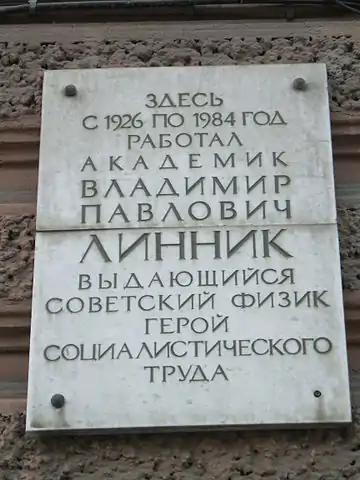 ЗДЕСЬ
С 1926 ПО 1984 ГОД
РАБОТАЛ
АКАДЕМИК
ВЛАДИМИР
ПАВЛОВИЧ
ЛИННИК
ВЫДАЮЩИЙСЯ
СОВЕТСКИЙ ФИЗИК
ГЕРОЙ
СОЦИАЛИСТИЧЕСКОГО
ТРУДА